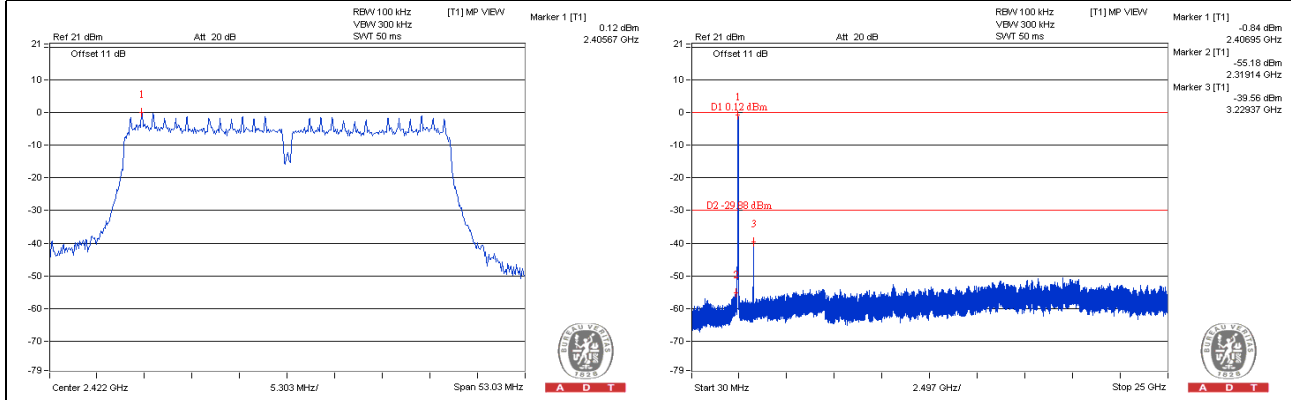 RBW 100 kHz [T1] MP VIEW
VBW 300 kHz
Ref 21 dBm Att 20 dB SWT 50 ms
Marker 1 [T1]
0.12 dBm
2.40567 GHz
21
Offset 11 dB
10
1
0
-10
-20
-30
-40
-50
-60
-70
-79
Center 2.422 GHz 5.303 MHz/ Span 53.03 MHz
BUREAU VERITAS
1828
A D T
RBW 100 kHz [T1] MP VIEW
VBW 300 kHz
Ref 21 dBm Att 20 dB SWT 50 ms
Marker 1 [T1]
-0.84 dBm
2.40695 GHz
Marker 2 [T1]
-55.18 dBm
2.31914 GHz
Marker 3 [T1]
-39.56 dBm
3.22937 GHz
21
Offset 11 dB
10
1
D1 0.12 dBm
0
-10
-20
D2 -29.88 dBm
-30
3
-40
2
-50
-60
-70
-79
Start 30 MHz 2.497 GHz/ Stop 25 GHz
BUREAU VERITAS
1828
A D T